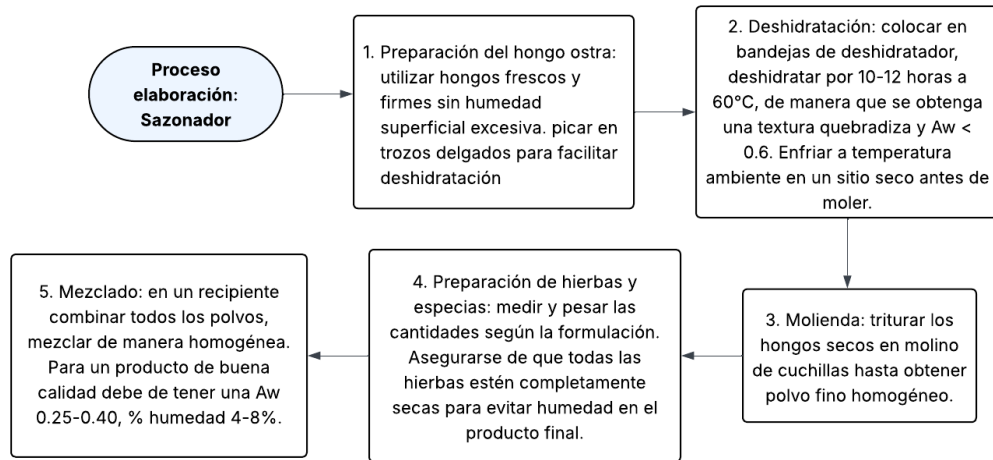 Proceso
elaboración:
Sazonador
1. Preparación del hongo ostra:
utilizar hongos frescos y
firmes sin humedad
superficial excesiva. picar en
trozos delgados para facilitar
deshidratación
2. Deshidratación: colocar en
bandejas de deshidratador,
deshidratar por 10-12 horas a
60°C, de manera que se obtenga
una textura quebradiza y Aw <
0.6. Enfriar a temperatura
ambiente en un sitio seco antes de
moler.
3. Molienda: triturar los
hongos secos en molino
de cuchillas hasta obtener
polvo fino homogéneo.
4. Preparación de hierbas y
especias: medir y pesar las
cantidades según la formulación.
Asegurarse de que todas las
hierbas estén completamente
secas para evitar humedad en el
producto final.
5. Mezclado: en un recipiente
combinar todos los polvos,
mezclar de manera homogénea.
Para un producto de buena
calidad debe de tener una Aw
0.25-0.40, % humedad 4-8%.